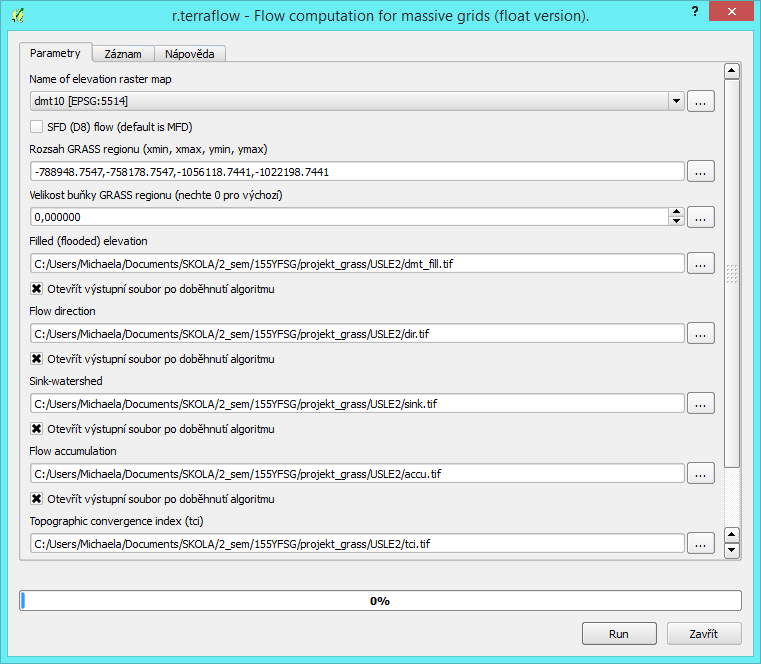 r.terraflow - Flow computation for massive grids (float version).
?
Parametry
Záznam
Nápověda
Name of elevation raster map
dmt10 [EPSG:5514]
...
SFD (D8) flow (default is MFD)
Rozsah GRASS regionu (xmin, xmax, ymin, ymax)
-788948.7547,-758178.7547,-1056118.7441,-1022198.7441
...
Velikost buňky GRASS regionu (nechte 0 pro výchozí)
0,000000
...
Filled (flooded) elevation
C:/Users/Michaela/Documents/SKOLA/2_sem/155YFSG/projekt_grass/USLE2/dmt_fill.tif
...
Otevřít výstupní soubor po doběhnutí algoritmu
Flow direction
C:/Users/Michaela/Documents/SKOLA/2_sem/155YFSG/projekt_grass/USLE2/dir.tif
...
Otevřít výstupní soubor po doběhnutí algoritmu
Sink-watershed
C:/Users/Michaela/Documents/SKOLA/2_sem/155YFSG/projekt_grass/USLE2/sink.tif
...
Otevřít výstupní soubor po doběhnutí algoritmu
Flow accumulation
C:/Users/Michaela/Documents/SKOLA/2_sem/155YFSG/projekt_grass/USLE2/accu.tif
...
Otevřít výstupní soubor po doběhnutí algoritmu
Topographic convergence index (tci)
C:/Users/Michaela/Documents/SKOLA/2_sem/155YFSG/projekt_grass/USLE2/tci.tif
...
0%
Run
Zavřít